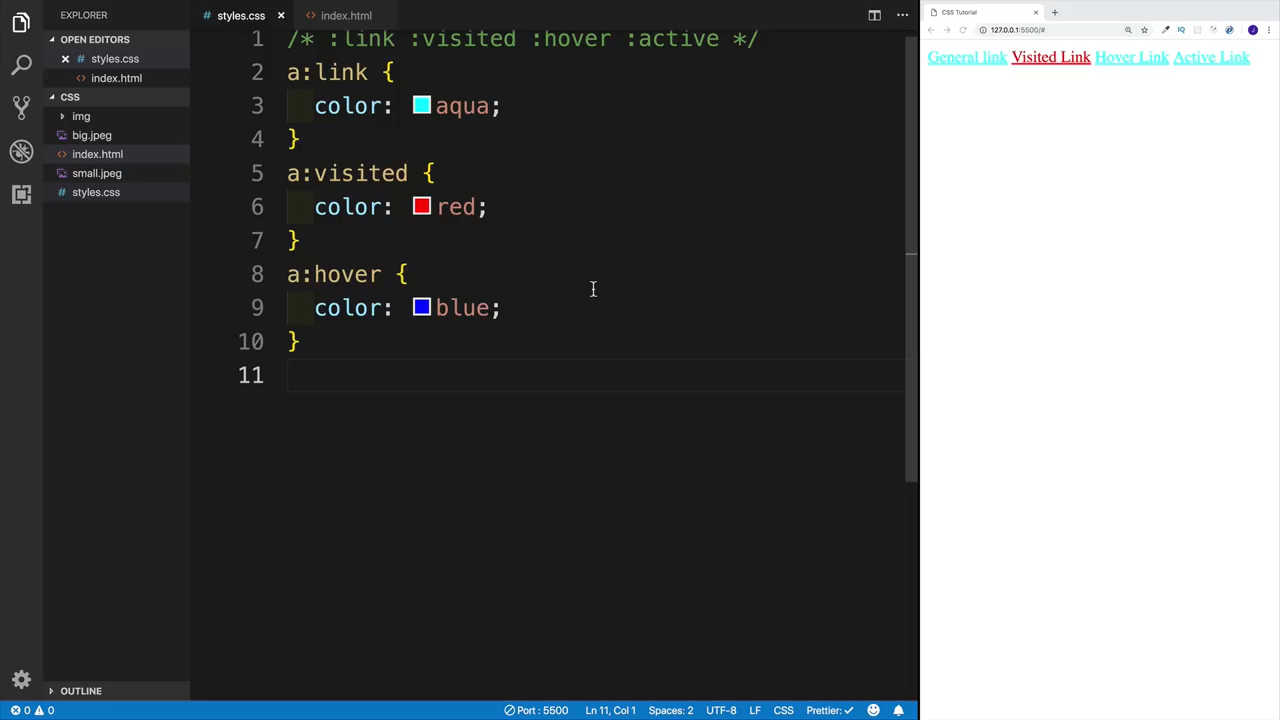 EXPLORER
OPEN EDITORS
# styles.css
<> index.html
CSS
img
big.jpeg
<> index.html
small.jpeg
# styles.css
OUTLINE
# styles.css ×
<> index.html
1 /* :link :visited :hover :active */
2 a:link {
3 color: aqua;
4 }
5 a:visited {
6 color: red;
7 }
8 a:hover {
9 color: blue;
10 }
11
0 0
Port : 5500 Ln 11, Col 1 Spaces: 2 UTF-8 LF CSS Prettier: ✓
CSS Tutorial
127.0.0.1:5500/#
IQ J
General link Visited Link Hover Link Active Link